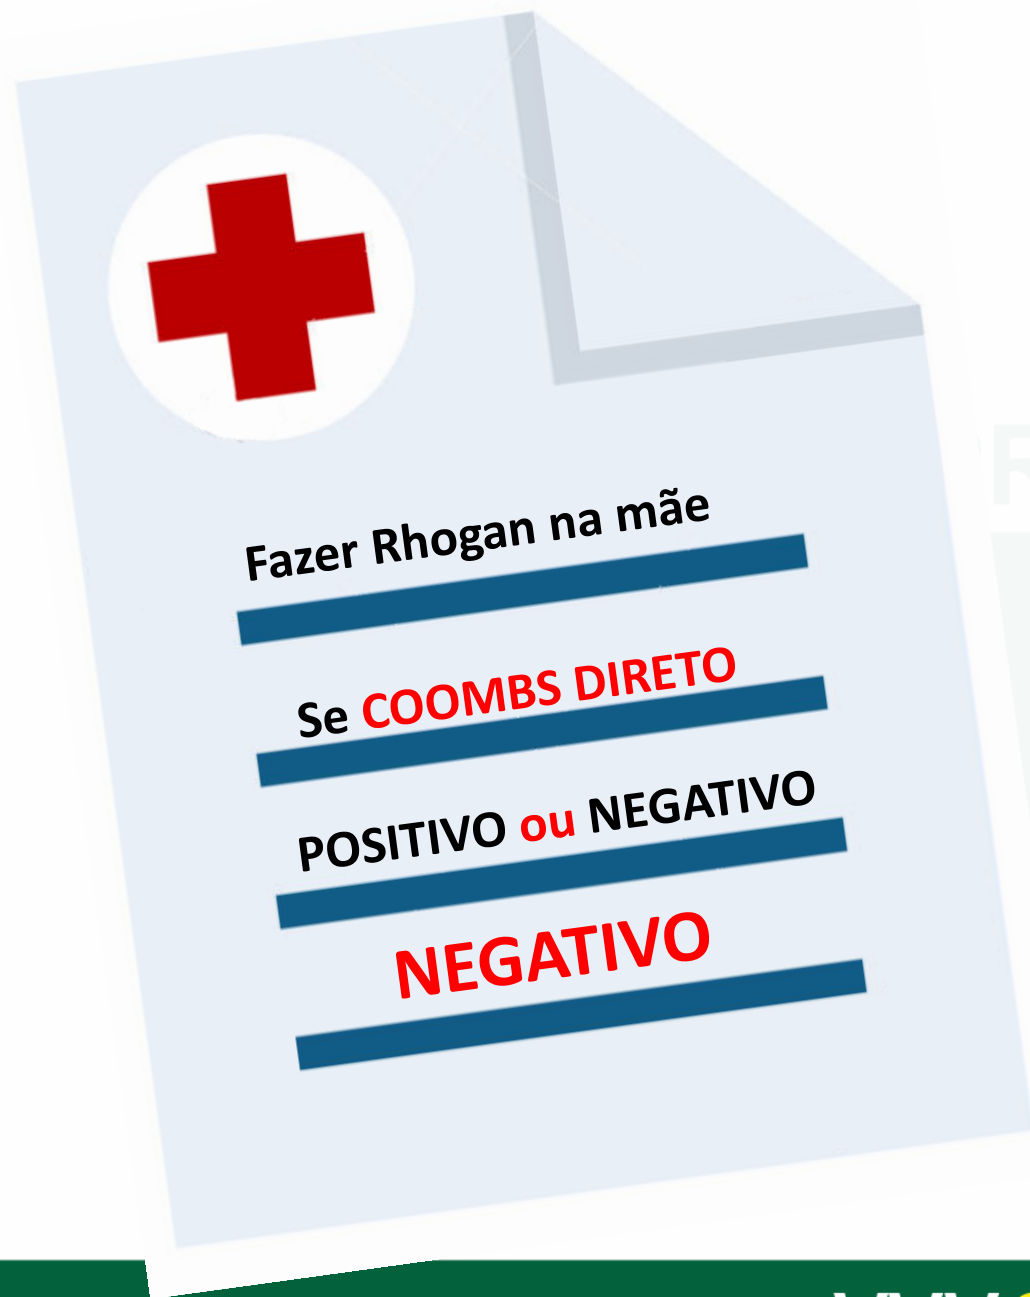 Fazer Rhogan na mãe
Se COOMBS DIRETO
POSITIVO ou NEGATIVO
NEGATIVO